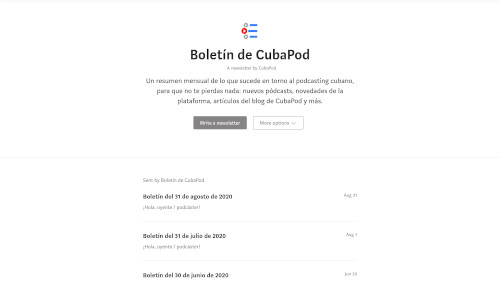 Boletín de CubaPod
A newsletter by CubaPod
Un resumen mensual de lo que sucede en torno al podcasting cubano,
para que no te pierdas nada: nuevos pódcasts, novedades de la
plataforma, artículos del blog de CubaPod y más.
Write a newsletter
More options
Sent by Boletín de CubaPod
Boletín del 31 de agosto de 2020
Aug 31
¡Hola, oyente / podcáster!
Boletín del 31 de julio de 2020
Aug 1
¡Hola, oyente / podcáster!
Boletín del 30 de junio de 2020
Jun 30